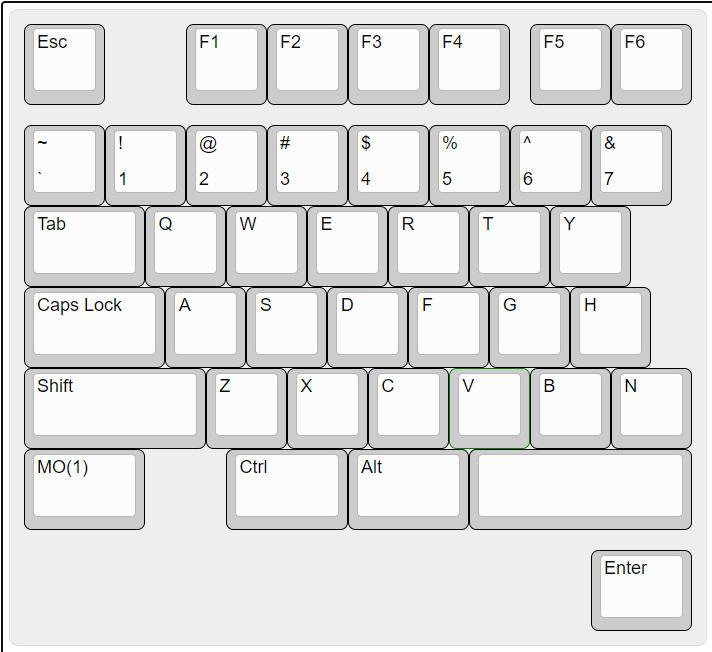 Esc F1 F2 F3 F4 F5 F6
~ ! @ # $ % ^ &
` 1 2 3 4 5 6 7
Tab Q W E R T Y
Caps Lock A S D F G H
Shift Z X C V B N
MO(1) Ctrl Alt
Enter